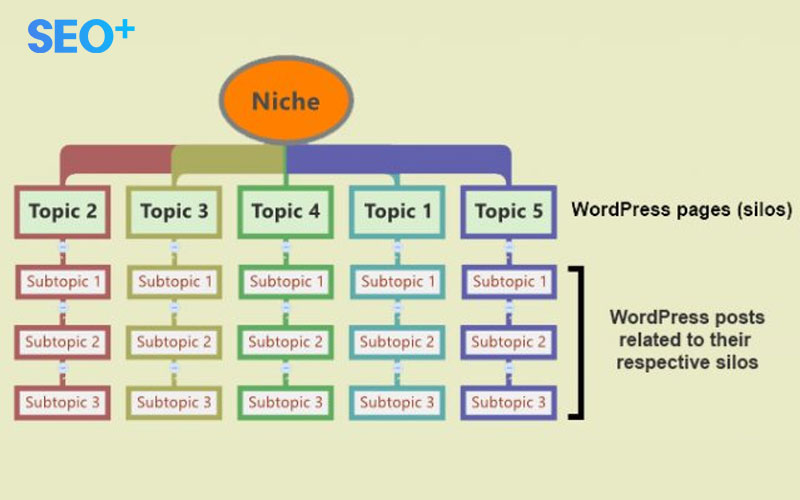 SEO+
Niche
Topic 2
Topic 3
Topic 4
Topic 1
Topic 5
WordPress pages (silos)
Subtopic 1
Subtopic 1
Subtopic 1
Subtopic 1
Subtopic 1
Subtopic 2
Subtopic 2
Subtopic 2
Subtopic 2
Subtopic 2
Subtopic 3
Subtopic 3
Subtopic 3
Subtopic 3
Subtopic 3
WordPress posts
related to their
respective silos